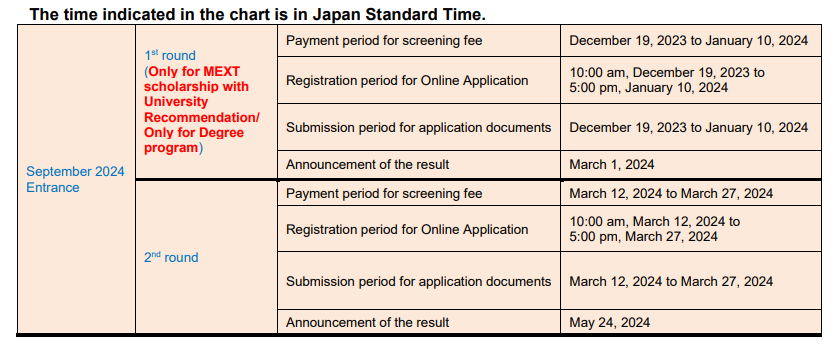 The time indicated in the chart is in Japan Standard Time.
September 2024
Entrance
1st round
(Only for MEXT
scholarship with
University
Recommendation/
Only for Degree
program)
Payment period for screening fee
December 19, 2023 to January 10, 2024
Registration period for Online Application
10:00 am, December 19, 2023 to
5:00 pm, January 10, 2024
Submission period for application documents
December 19, 2023 to January 10, 2024
Announcement of the result
March 1, 2024
2nd round
Payment period for screening fee
March 12, 2024 to March 27, 2024
Registration period for Online Application
10:00 am, March 12, 2024 to
5:00 pm, March 27, 2024
Submission period for application documents
March 12, 2024 to March 27, 2024
Announcement of the result
May 24, 2024